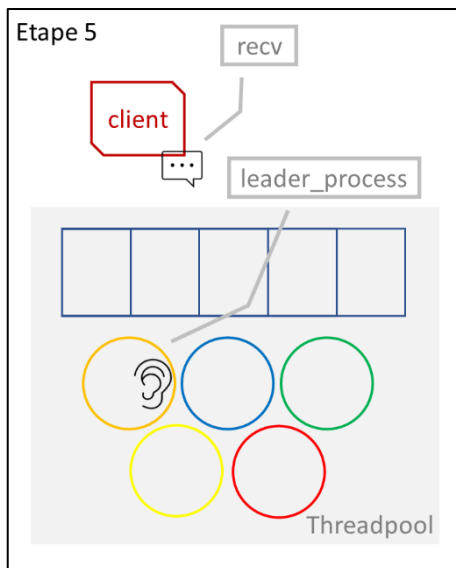 Etape 5
recv
client
leader_process
Threadpool